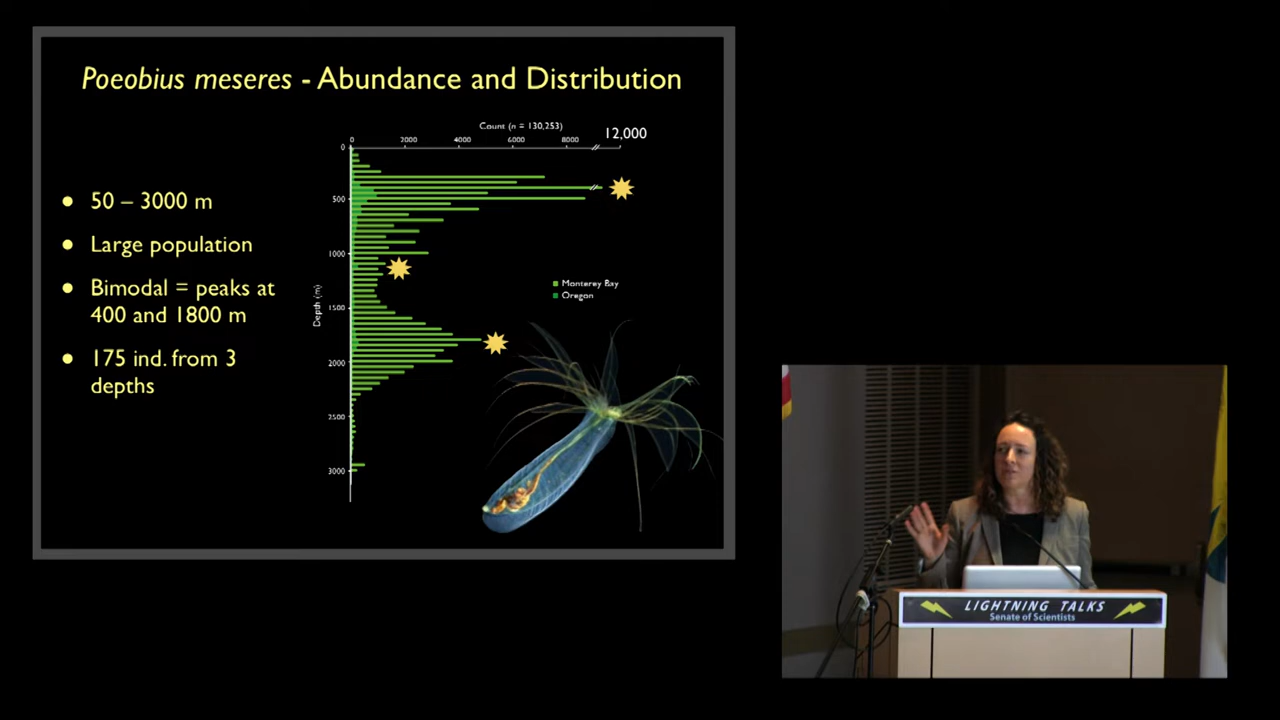 Poeobius meseres - Abundance and Distribution
Count (n = 130,253)
0 2000 4000 6000 8000 12,000
0
500
1000
1500
2000
2500
3000
Depth (m)
Monterey Bay
Oregon
● 50 – 3000 m
● Large population
● Bimodal = peaks at
400 and 1800 m
● 175 ind. from 3
depths
LIGHTNING TALKS
Senate of Scientists